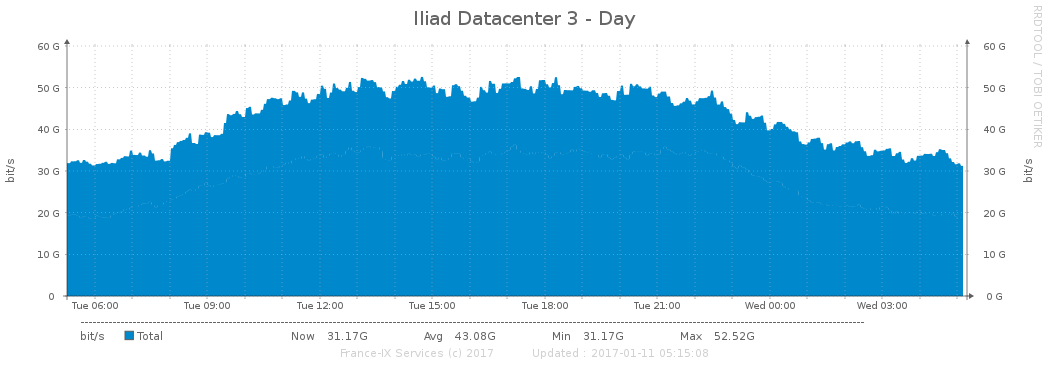 Iliad Datacenter 3 - Day
RRDTOOL / TOBI OETIKER
60 G 60 G
50 G 50 G
40 G 40 G
30 G 30 G
20 G 20 G
10 G 10 G
0 0 G
bit/s bit/s
Tue 06:00 Tue 09:00 Tue 12:00 Tue 15:00 Tue 18:00 Tue 21:00 Wed 00:00 Wed 03:00
bit/s Total Now 31.17G Avg 43.08G Min 31.17G Max 52.52G
France-IX Services (c) 2017 Updated : 2017-01-11 05:15:08